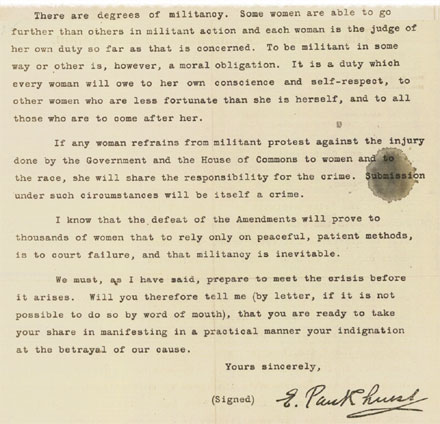 There are degrees of militancy. Some women are able to go
further than others in militant action and each woman is the judge of
her own duty so far as that is concerned. To be militant in some
way or other is, however, a moral obligation. It is a duty which
every woman will owe to her own conscience and self-respect, to
other women who are less fortunate than she is herself, and to all
those who are to come after her.
If any woman refrains from militant protest against the injury
done by the Government and the House of Commons to women and to
the race, she will share the responsibility for the crime. Submission
under such circumstances will be itself a crime.
I know that the defeat of the Amendments will prove to
thousands of women that to rely only on peaceful, patient methods,
is to court failure, and that militancy is inevitable.
We must, as I have said, prepare to meet the crisis before
it arises. Will you therefore tell me (by letter, if it is not
possible to do so by word of mouth), that you are ready to take
your share in manifesting in a practical manner your indignation
at the betrayal of our cause.
Yours sincerely,
(Signed) E. Pankhurst